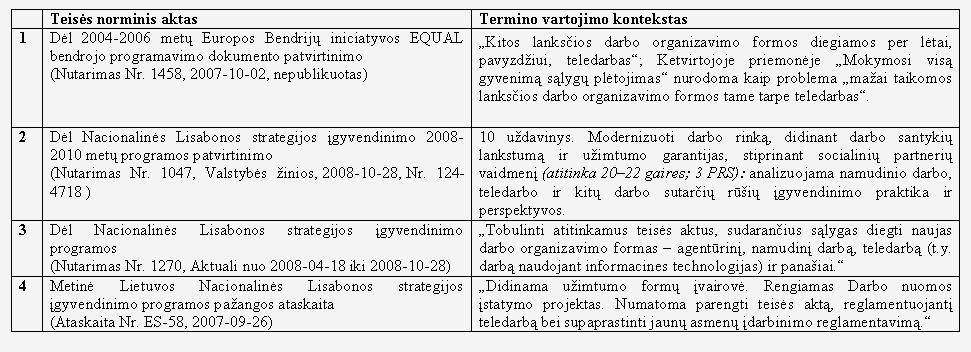 Teisės norminis aktas
Termino vartojimo kontekstas
1
Dėl 2004-2006 metų Europos Bendrijų iniciatyvos EQUAL
bendrojo programavimo dokumento patvirtinimo
(Nutarimas Nr. 1458, 2007-10-02, nepublikuotas)
„Kitos lanksčios darbo organizavimo formos diegiamos per lėtai,
pavyzdžiui, teledarbas“; Ketvirtojoje priemonėje „Mokymosi visą
gyvenimą sąlygų plėtojimas“ nurodoma kaip problema „mažai taikomos
lanksčios darbo organizavimo formos tame tarpe teledarbas“.
2
Dėl Nacionalinės Lisabonos strategijos įgyvendinimo 2008-
2010 metų programos patvirtinimo
(Nutarimas Nr. 1047, Valstybės žinios, 2008-10-28, Nr. 124-
4718 )
10 uždavinys. Modernizuoti darbo rinką, didinant darbo santykių
lankstumą ir užimtumo garantijas, stiprinant socialinių partnerių
vaidmenį (atitinka 20–22 gaires; 3 PRS): analizuojama namudinio darbo,
teledarbo ir kitų darbo sutarčių rūšių įgyvendinimo praktika ir
perspektyvos.
3
Dėl Nacionalinės Lisabonos strategijos įgyvendinimo
programos
(Nutarimas Nr. 1270, Aktuali nuo 2008-04-18 iki 2008-10-28)
„Tobulinti atitinkamus teisės aktus, sudarančius sąlygas diegti naujas
darbo organizavimo formas – agentūrinį, namudinį darbą, teledarbą (t.y.
darbą naudojant informacines technologijas) ir panašiai.“
4
Metinė Lietuvos Nacionalinės Lisabonos strategijos
įgyvendinimo programos pažangos ataskaita
(Ataskaita Nr. ES-58, 2007-09-26)
„Didinama užimtumo formų įvairovė. Rengiamas Darbo nuomos
įstatymo projektas. Numatoma parengti teisės aktą, reglamentuojantį
teledarbą bei supaprastinti jaunų asmenų įdarbinimo reglamentavimą.“